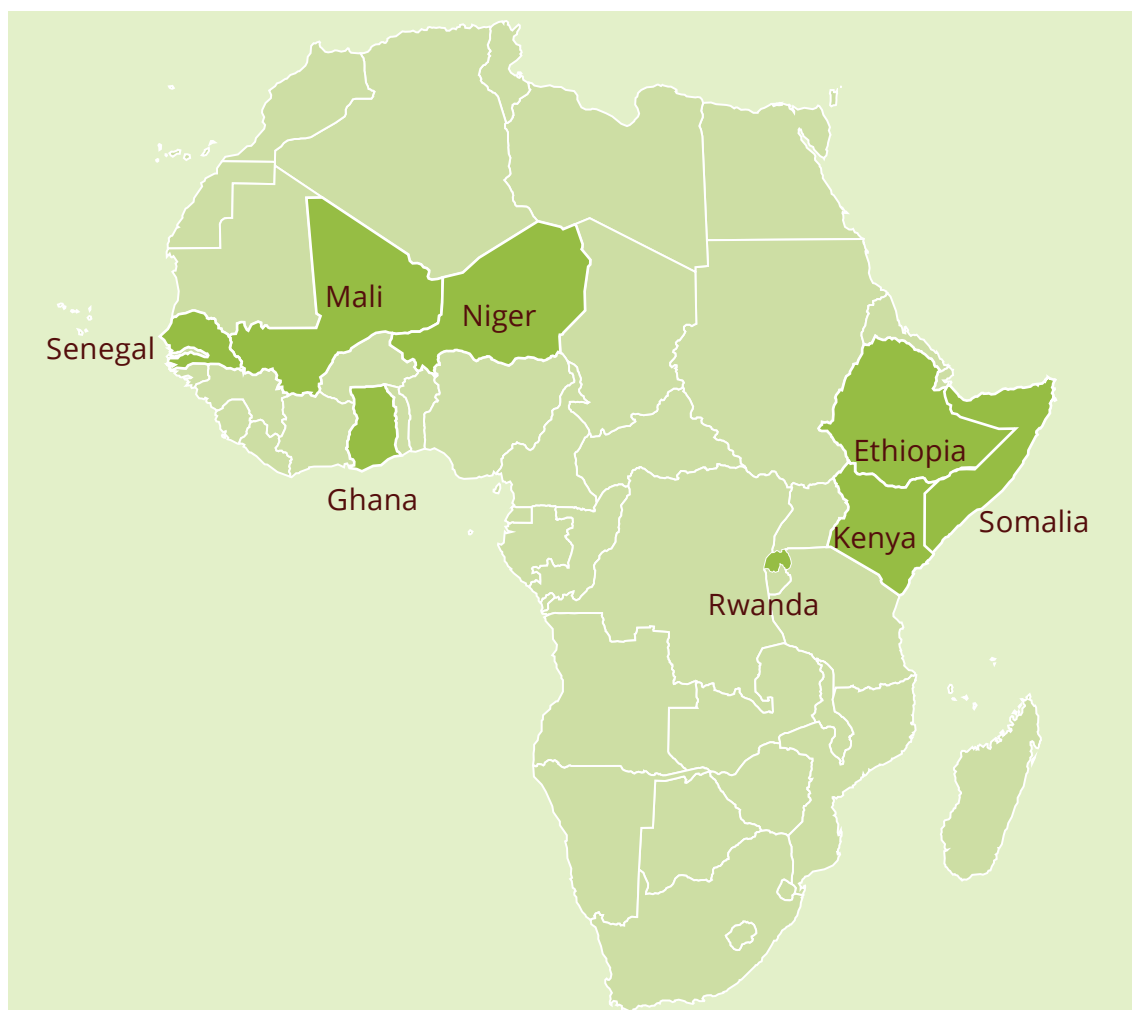 Mali
Niger
Senegal
Ethiopia
Ghana
Somalia
Kenya
Rwanda